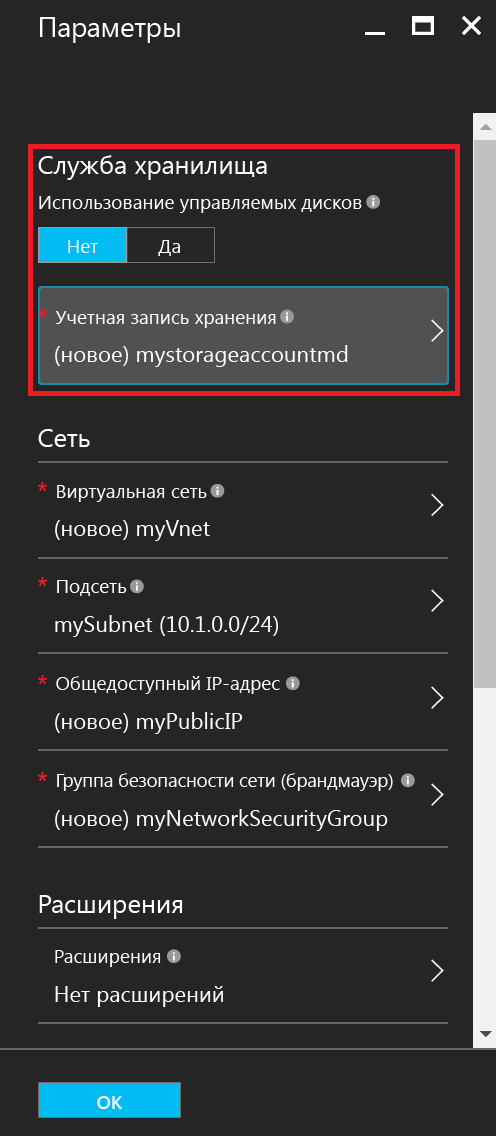 Параметры
Служба хранилища
Использование управляемых дисков
Нет Да
* Учетная запись хранения
(новое) mystorageaccountmd
Сеть
* Виртуальная сеть
(новое) myVnet
* Подсеть
mySubnet (10.1.0.0/24)
* Общедоступный IP-адрес
(новое) myPublicIP
* Группа безопасности сети (брандмауэр)
(новое) myNetworkSecurityGroup
Расширения
Расширения
Нет расширений
ОК